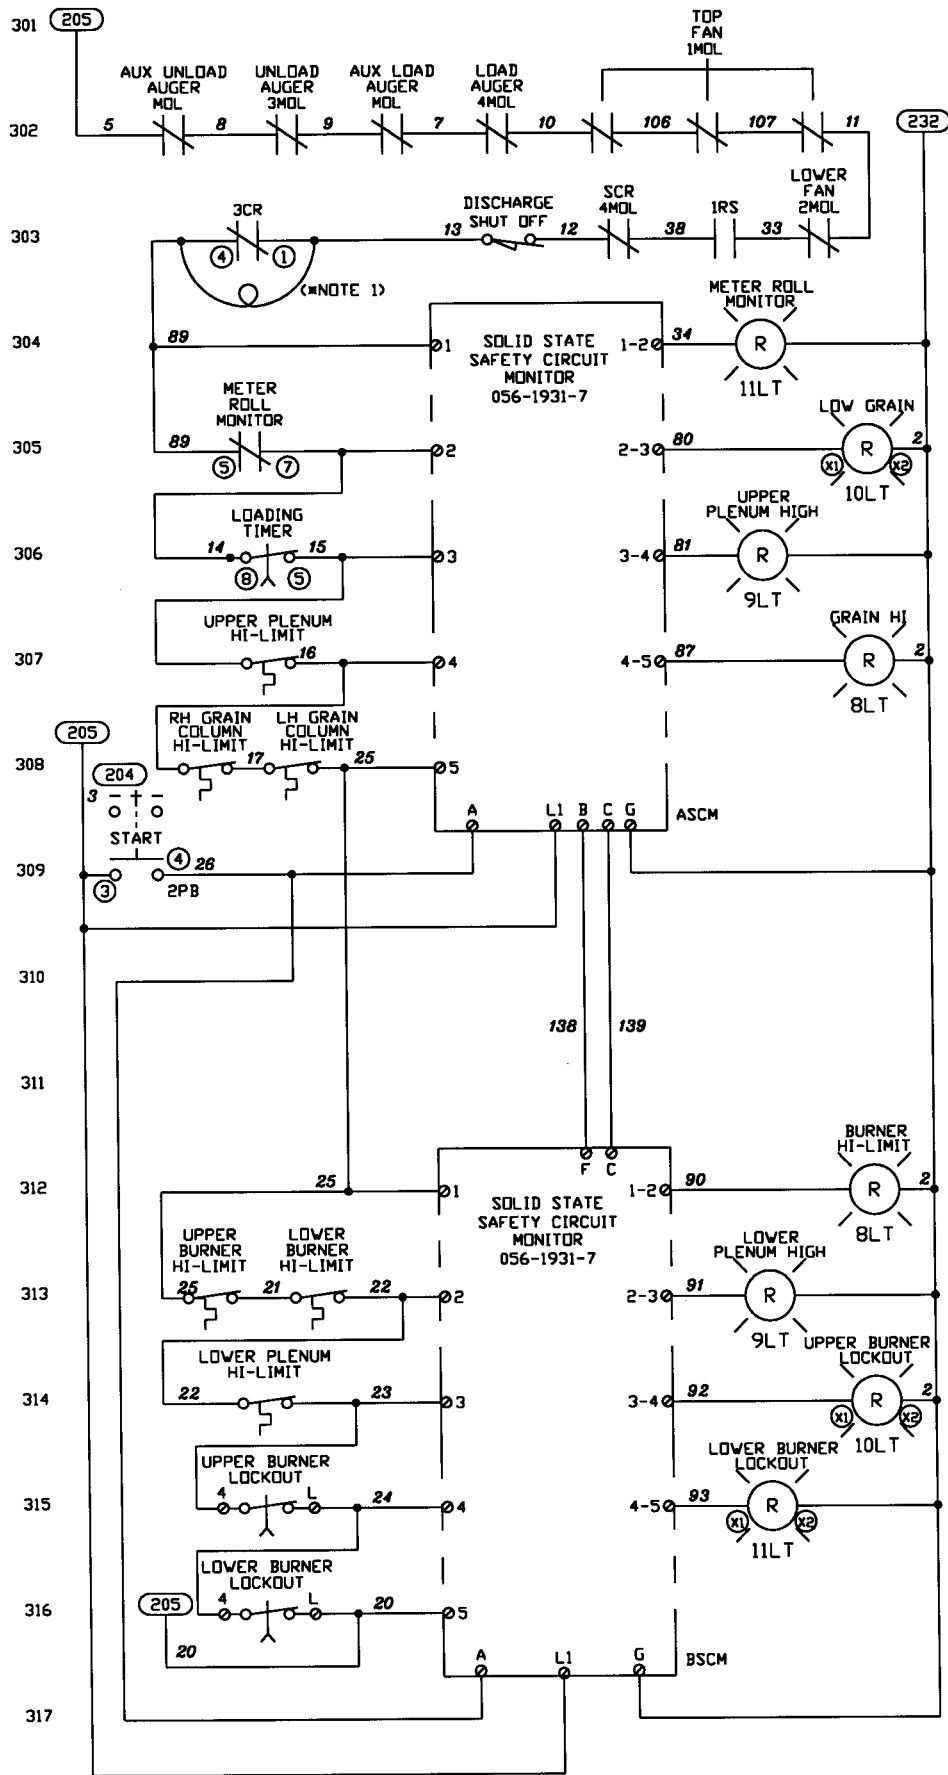 301
205
TOP
FAN
1MOL
AUX UNLOAD
AUGER
MOL
UNLOAD
AUGER
3MOL
AUX LOAD
AUGER
MOL
LOAD
AUGER
4MOL
302
5
8
9
7
10
106
107
11
232
303
3CR
4
1
(*NOTE 1)
13
DISCHARGE
SHUT OFF
12
SCR
4MOL
38
1RS
33
LOWER
FAN
2MOL
304
89
1
SOLID STATE
SAFETY CIRCUIT
MONITOR
056-1931-7
1-2
34
METER ROLL
MONITOR
R
11LT
305
METER
ROLL
MONITOR
89
5
7
2
2-3
80
LOW GRAIN
R
X1
X2
2
10LT
306
LOADING
TIMER
14
15
8
5
3
3-4
81
UPPER
PLENUM HIGH
R
9LT
307
UPPER PLENUM
HI-LIMIT
16
4
4-5
87
GRAIN HI
R
2
8LT
205
308
RH GRAIN
COLUMN
HI-LIMIT
17
LH GRAIN
COLUMN
HI-LIMIT
25
5
204
3
START
A
L1
B
C
G
ASCM
309
3
4
26
2PB
310
138
139
311
312
25
1
F
C
SOLID STATE
SAFETY CIRCUIT
MONITOR
056-1931-7
1-2
90
BURNER
HI-LIMIT
R
2
8LT
313
UPPER
BURNER
HI-LIMIT
25
21
LOWER
BURNER
HI-LIMIT
22
2
2-3
91
LOWER
PLENUM HIGH
R
9LT
314
LOWER PLENUM
HI-LIMIT
22
23
3
3-4
92
UPPER BURNER
LOCKOUT
R
X1
X2
2
10LT
315
UPPER BURNER
LOCKOUT
4
L
24
4
4-5
93
LOWER BURNER
LOCKOUT
R
X1
X2
11LT
316
LOWER BURNER
LOCKOUT
4
L
20
5
205
20
A
L1
G
BSCM
317